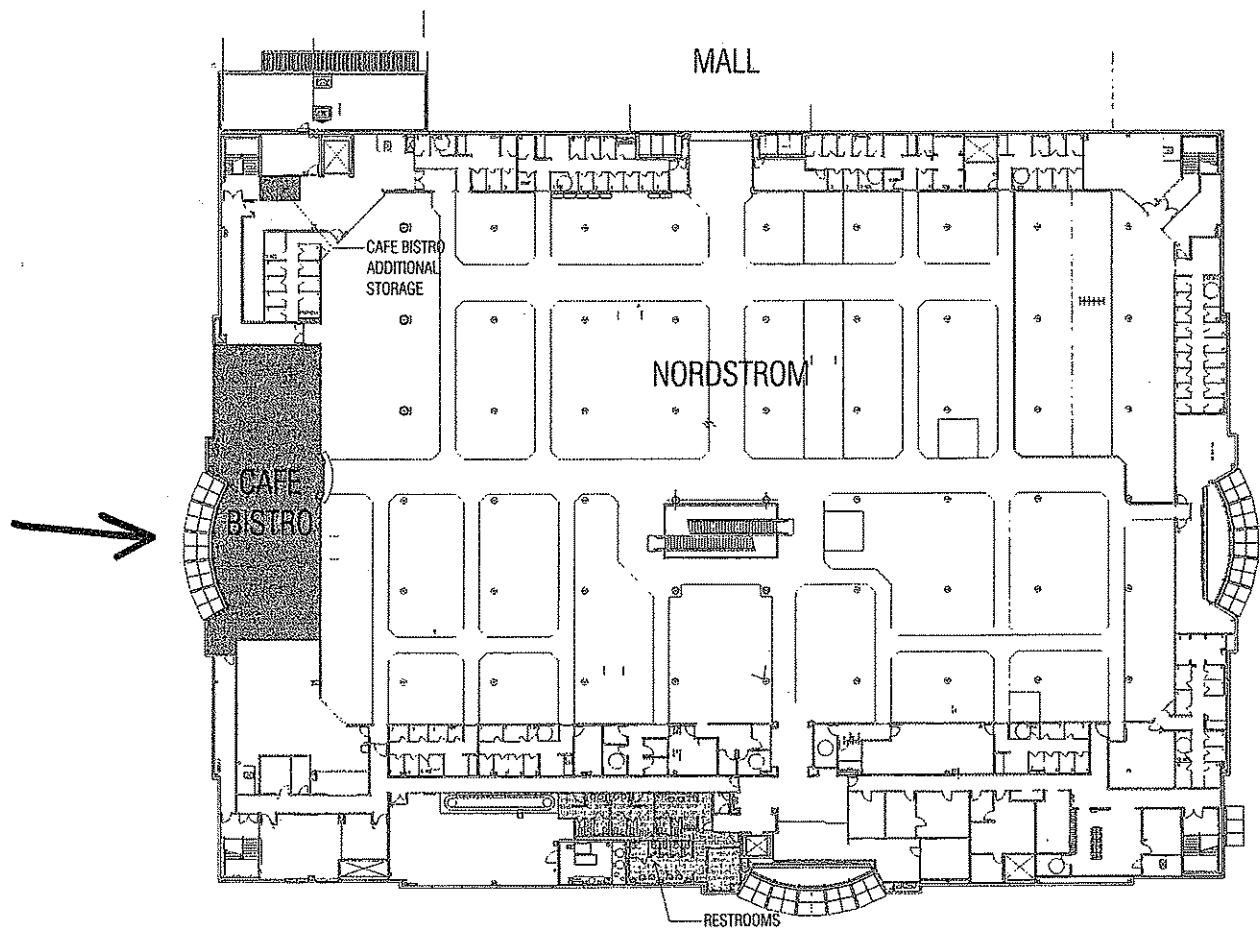 MALL
CAFE BISTRO
ADDITIONAL
STORAGE
NORDSTROM
CAFE
BISTRO
RESTROOMS